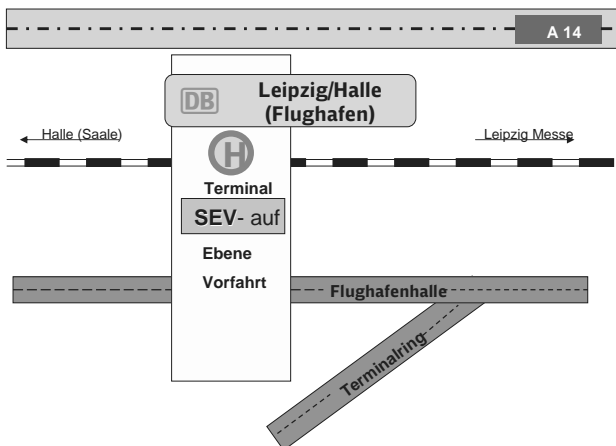 A 14
DB
Leipzig/Halle
(Flughafen)
Halle (Saale)
Leipzig Messe
H
Terminal
SEV- auf
Ebene
Vorfahrt
Flughafenhalle
Terminalring